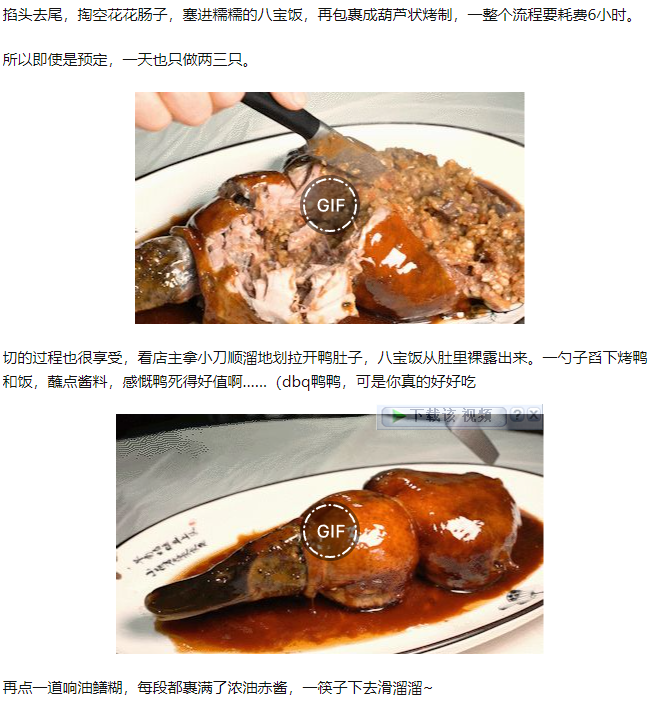 掐头去尾，掏空花花肠子，塞进糯糯的八宝饭，再包裹成葫芦状烤制，一整个流程要耗费6小时。
所以即使是预定，一天也只做两三只。
GIF
切的过程也很享受，看店主拿小刀顺溜地划拉开鸭肚子，八宝饭从肚里裸露出来。一勺子舀下烤鸭
和饭，蘸点酱料，感慨鸭死得好值啊……（dbq鸭鸭，可是你真的好好吃
下载该 视频 ? X
GIF
再点一道响油鳝糊，每段都裹满了浓油赤酱，一筷子下去滑溜溜~